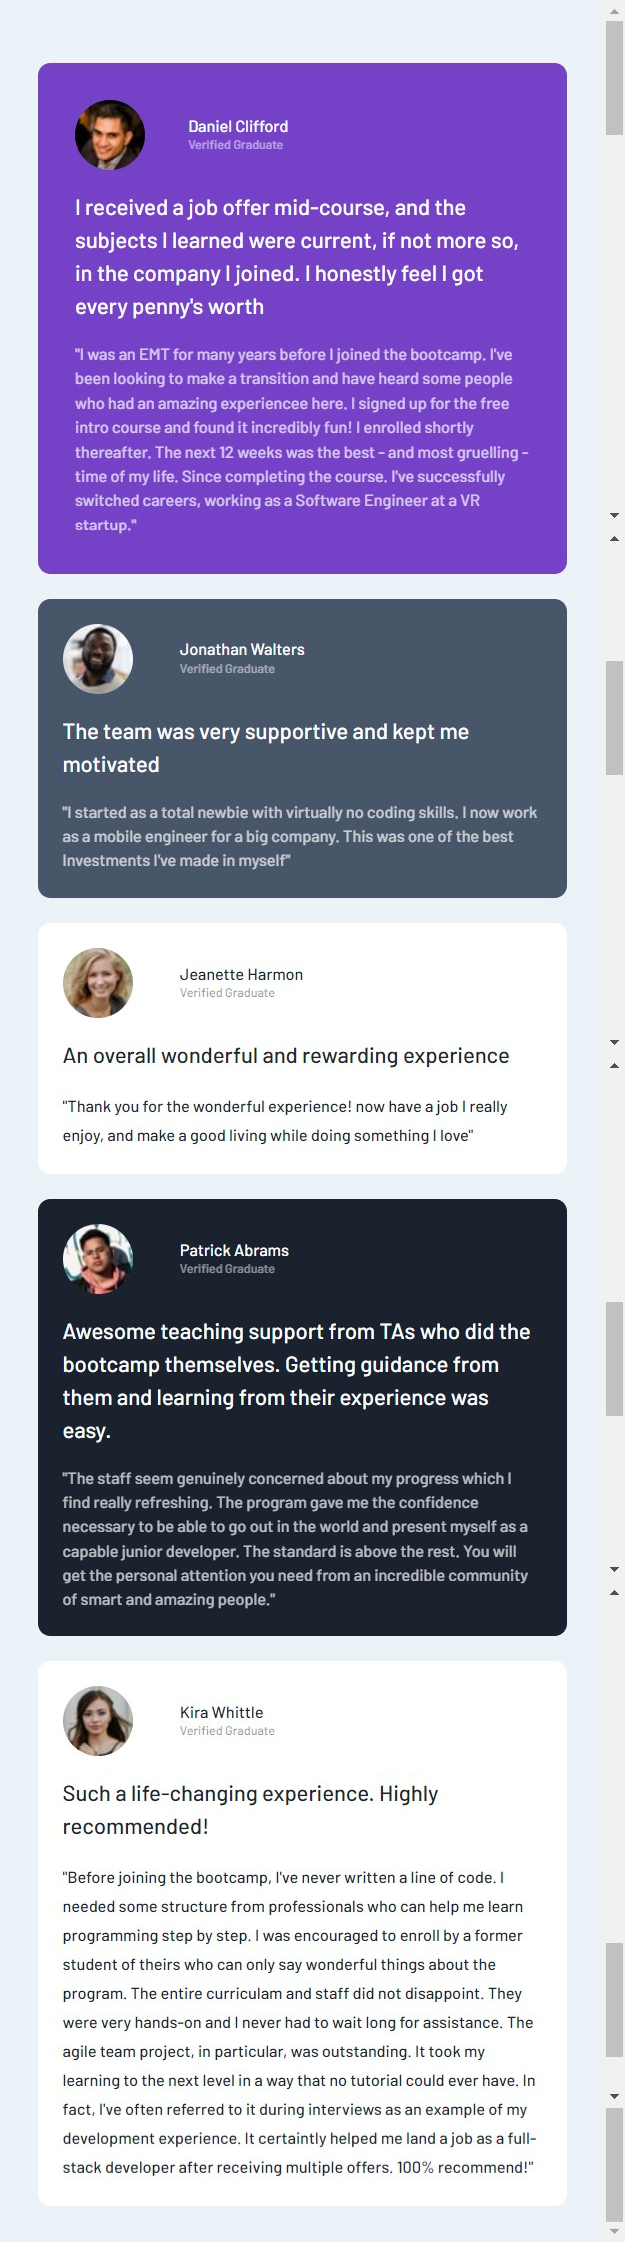 Daniel Clifford
Verified Graduate
I received a job offer mid-course, and the
subjects I learned were current, if not more so,
in the company I joined. I honestly feel I got
every penny's worth
"I was an EMT for many years before I joined the bootcamp. I've
been looking to make a transition and have heard some people
who had an amazing experiencee here. I signed up for the free
intro course and found it incredibly fun! I enrolled shortly
thereafter. The next 12 weeks was the best - and most gruelling -
time of my life. Since completing the course. I've successfully
switched careers, working as a Software Engineer at a VR
startup."
Jonathan Walters
Verified Graduate
The team was very supportive and kept me
motivated
"I started as a total newbie with virtually no coding skills. I now work
as a mobile engineer for a big company. This was one of the best
Investments I've made in myself"
Jeanette Harmon
Verified Graduate
An overall wonderful and rewarding experience
"Thank you for the wonderful experience! now have a job I really
enjoy, and make a good living while doing something I love"
Patrick Abrams
Verified Graduate
Awesome teaching support from TAs who did the
bootcamp themselves. Getting guidance from
them and learning from their experience was
easy.
"The staff seem genuinely concerned about my progress which I
find really refreshing. The program gave me the confidence
necessary to be able to go out in the world and present myself as a
capable junior developer. The standard is above the rest. You will
get the personal attention you need from an incredible community
of smart and amazing people."
Kira Whittle
Verified Graduate
Such a life-changing experience. Highly
recommended!
"Before joining the bootcamp, I've never written a line of code. I
needed some structure from professionals who can help me learn
programming step by step. I was encouraged to enroll by a former
student of theirs who can only say wonderful things about the
program. The entire curriculam and staff did not disappoint. They
were very hands-on and I never had to wait long for assistance. The
agile team project, in particular, was outstanding. It took my
learning to the next level in a way that no tutorial could ever have. In
fact, I've often referred to it during interviews as an example of my
development experience. It certaintly helped me land a job as a full-
stack developer after receiving multiple offers. 100% recommend!"